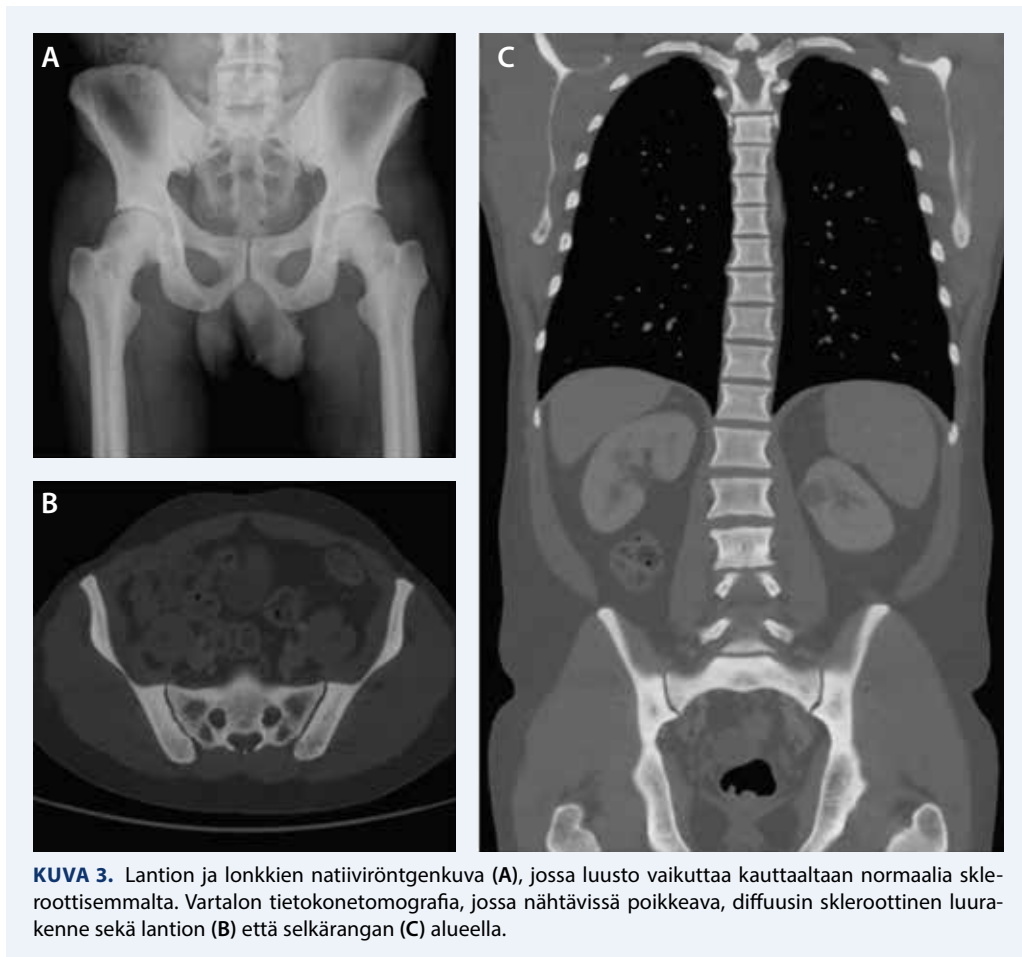 A
C
B
KUVA 3. Lantion ja lonkkien natiiviröntgenkuva (A), jossa luusto vaikuttaa kauttaaltaan normaalia skle-
roottisemmalta. Vartalon tietokonetomografia, jossa nähtävissä poikkeava, diffuusin skleroottinen luura-
kenne sekä lantion (B) että selkärangan (C) alueella.